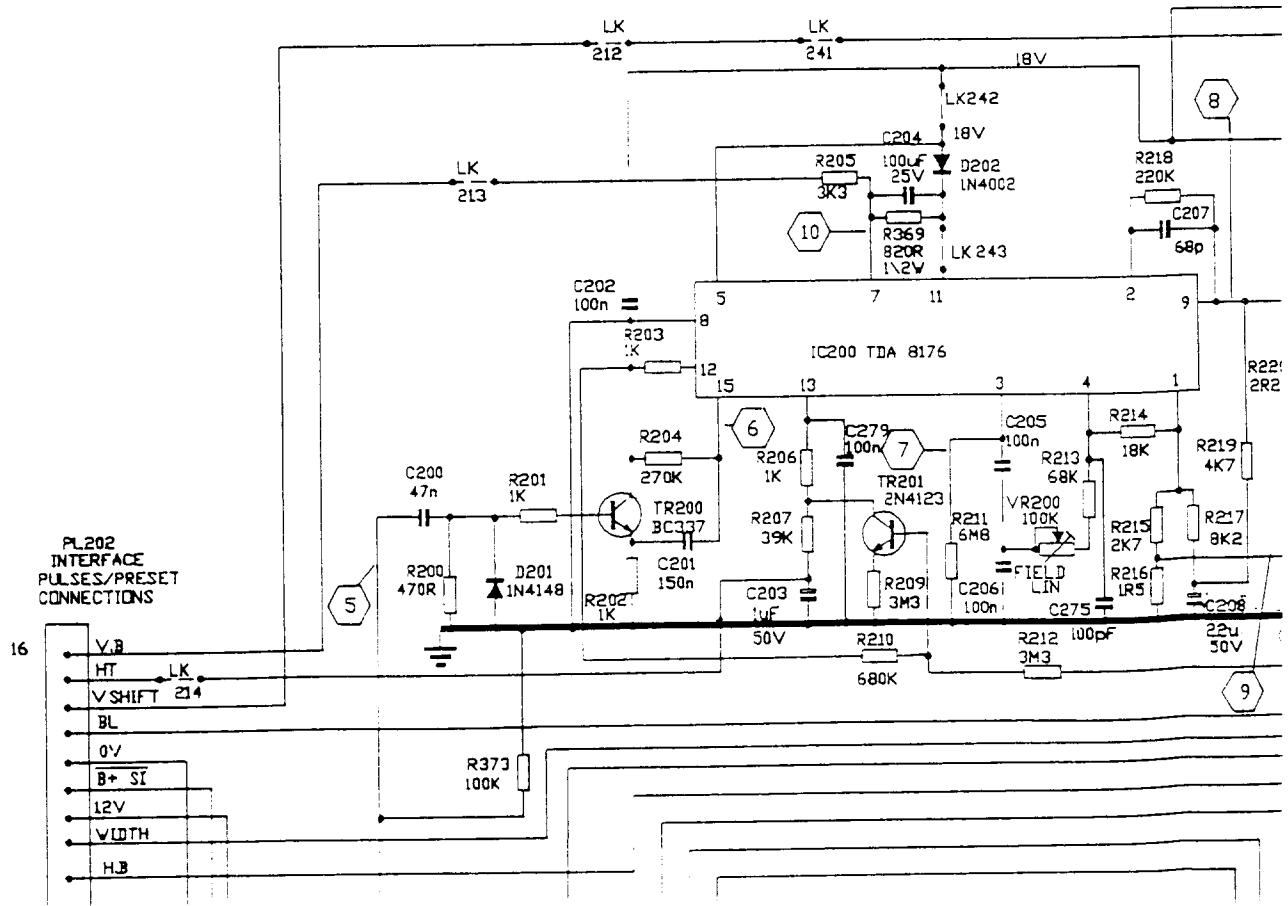 LK
212
LK
241
18V
LK242
18V
8
C204
100uF
25V
D202
1N4002
R218
220K
R205
3K3
LK
213
C207
68p
10
R369
820R
1\2W
LK 243
C202
100n
5
7
11
2
9
8
R203
1K
IC200 TDA 8176
12
15
13
3
4
1
2R2
R204
270K
6
C279
100n
7
C205
100n
R214
18K
R206
1K
R213
68K
R219
4K7
C200
47n
R201
1K
TR200
BC337
TR201
2N4123
VR200
100K
R207
39K
R211
6M8
R215
2K7
R217
8K2
PL202
INTERFACE
PULSES/PRESET
CONNECTIONS
5
R200
470R
D201
1N4148
C201
150n
R202
1K
C203
1uF
50V
R209
3M3
C206
100n
FIELD
LIN
C275
100pF
R216
1R5
C208
22u
50V
16
V.B
HT
LK
214
V SHIFT
BL
0V
B+ SI
12V
WIDTH
H.B
R210
680K
R212
3M3
9
R373
100K